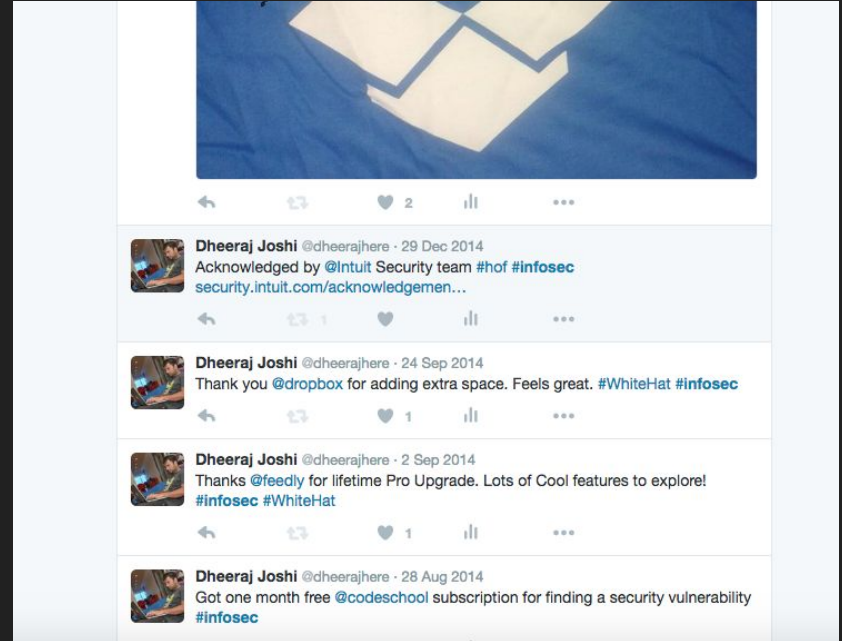 2
Dheeraj Joshi @dheerajhere · 29 Dec 2014
Acknowledged by @Intuit Security team #hof #infosec
security.intuit.com/acknowledgemen...
1
Dheeraj Joshi @dheerajhere · 24 Sep 2014
Thank you @dropbox for adding extra space. Feels great. #WhiteHat #infosec
1
Dheeraj Joshi @dheerajhere · 2 Sep 2014
Thanks @feedly for lifetime Pro Upgrade. Lots of Cool features to explore!
#infosec #WhiteHat
1
Dheeraj Joshi @dheerajhere · 28 Aug 2014
Got one month free @codeschool subscription for finding a security vulnerability
#infosec